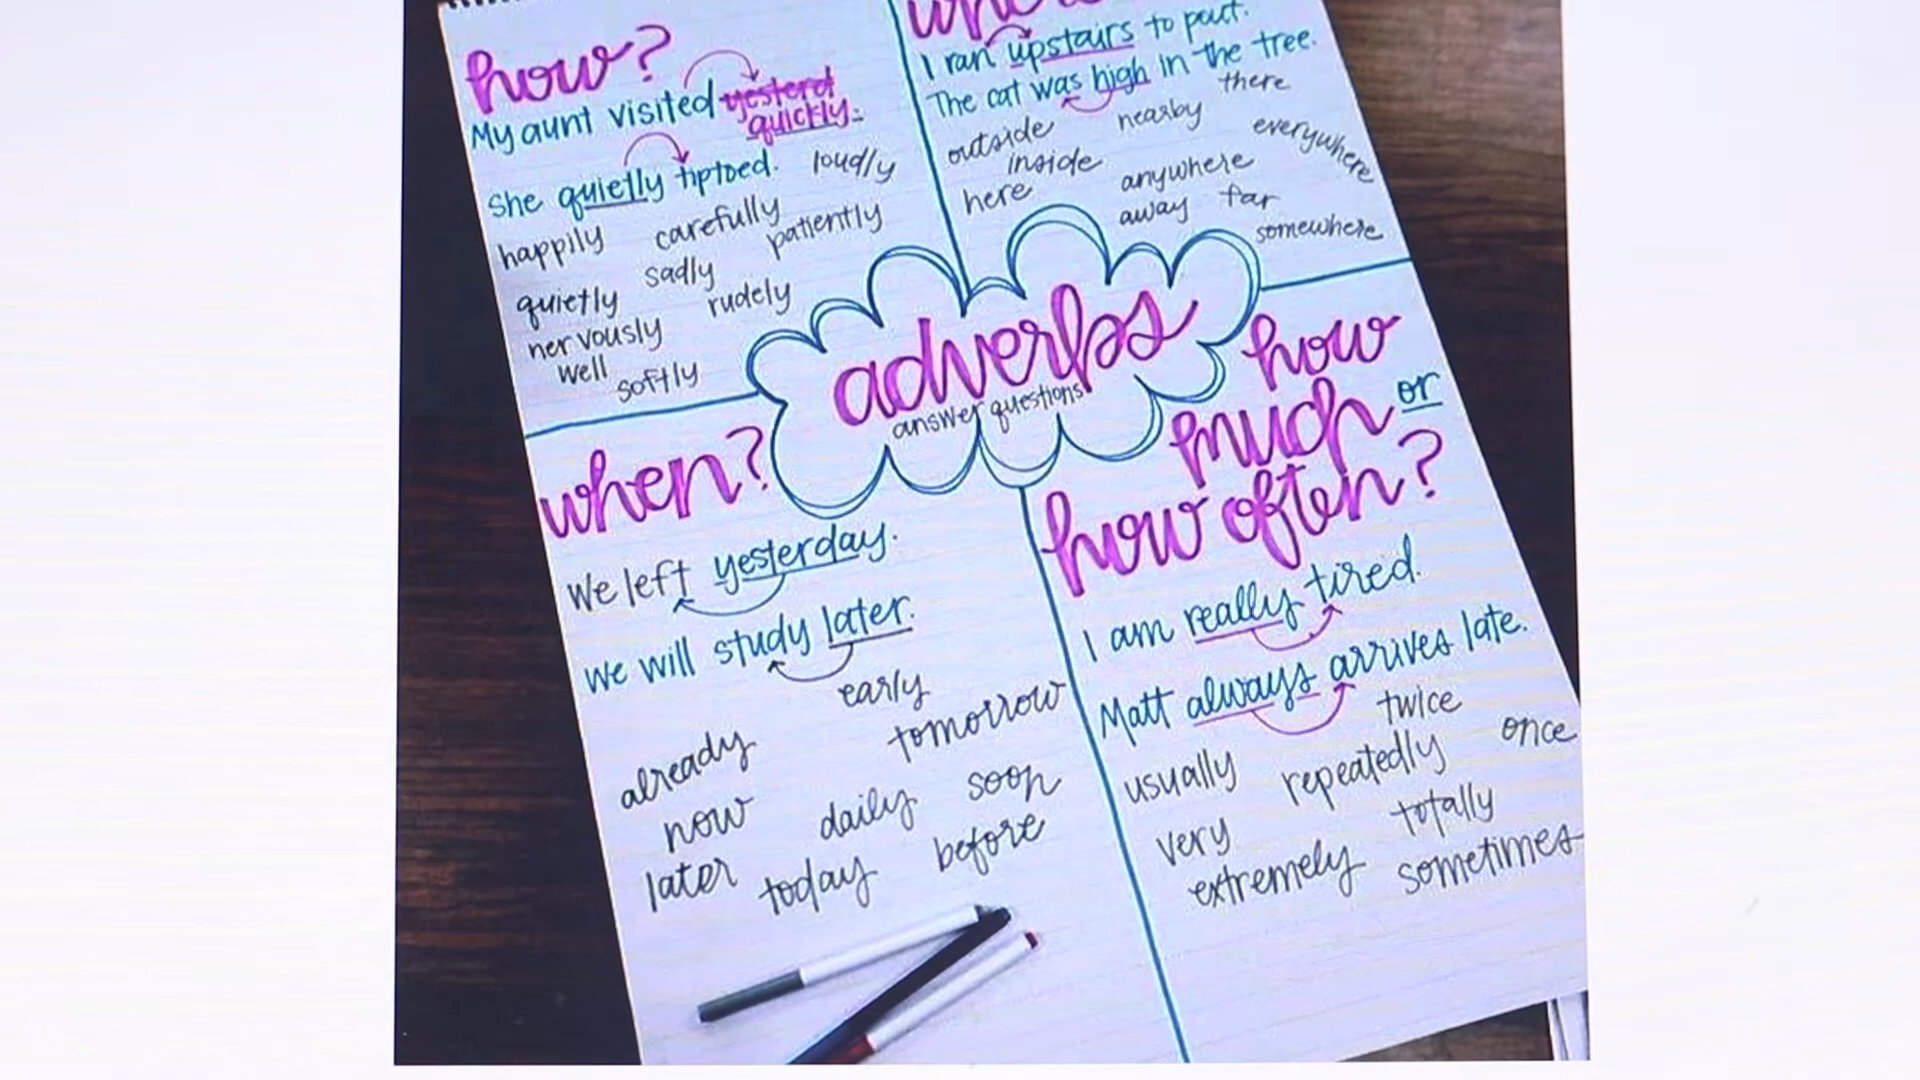 how?
My aunt visited yesterd
quickly.
She quietly tiptoed. loudly
happily carefully patiently
sadly
quietly rudely
nervously
well softly
I ran upstairs to pout.
The cat was high in the tree.
there
outside nearby everywhere
inside anywhere
here away far
somewhere
adverbs
answer questions
when?
We left yesterday.
We will study later.
early
already tomorrow
now daily soon
later today before
how
much or
how often?
I am really tired.
Matt always arrives late.
twice
usually repeatedly once
very totally
extremely sometimes